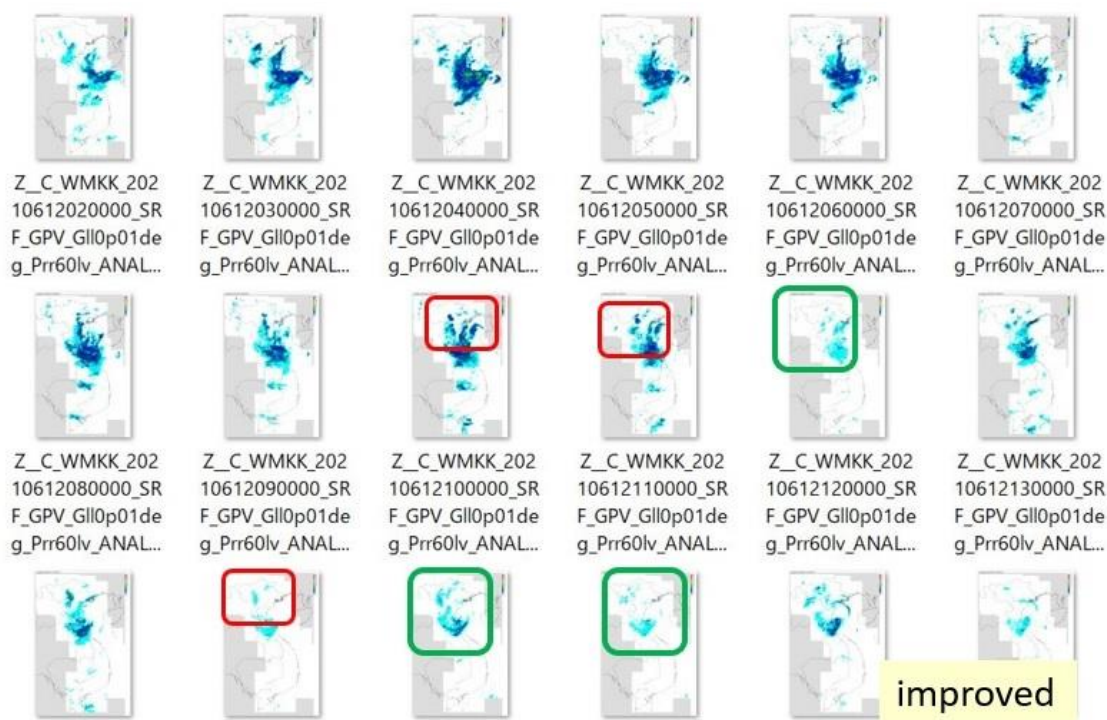 Z__C_WMKK_202 Z__C_WMKK_202 Z__C_WMKK_202 Z__C_WMKK_202 Z__C_WMKK_202 Z__C_WMKK_202
10612020000_SR 10612030000_SR 10612040000_SR 10612050000_SR 10612060000_SR 10612070000_SR
F_GPV_Gll0p01de F_GPV_Gll0p01de F_GPV_Gll0p01de F_GPV_Gll0p01de F_GPV_Gll0p01de F_GPV_Gll0p01de
g_Prr60lv_ANAL... g_Prr60lv_ANAL... g_Prr60lv_ANAL... g_Prr60lv_ANAL... g_Prr60lv_ANAL... g_Prr60lv_ANAL...
Z__C_WMKK_202 Z__C_WMKK_202 Z__C_WMKK_202 Z__C_WMKK_202 Z__C_WMKK_202 Z__C_WMKK_202
10612080000_SR 10612090000_SR 10612100000_SR 10612110000_SR 10612120000_SR 10612130000_SR
F_GPV_Gll0p01de F_GPV_Gll0p01de F_GPV_Gll0p01de F_GPV_Gll0p01de F_GPV_Gll0p01de F_GPV_Gll0p01de
g_Prr60lv_ANAL... g_Prr60lv_ANAL... g_Prr60lv_ANAL... g_Prr60lv_ANAL... g_Prr60lv_ANAL... g_Prr60lv_ANAL...
improved